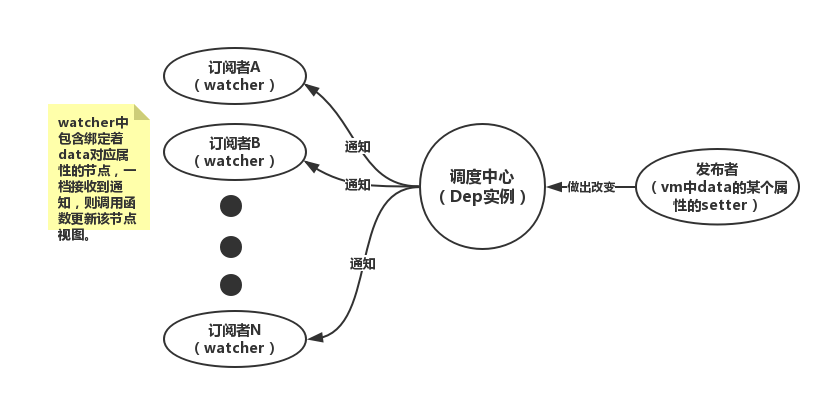 订阅者A
（watcher）
watcher中
包含绑定着
data对应属
性的节点，一
档接收到通
知，则调用函
数更新该节点
视图。
订阅者B
（watcher）
订阅者N
（watcher）
通知
通知
通知
调度中心
（Dep实例）
做出改变
发布者
（vm中data的某个属
性的setter）